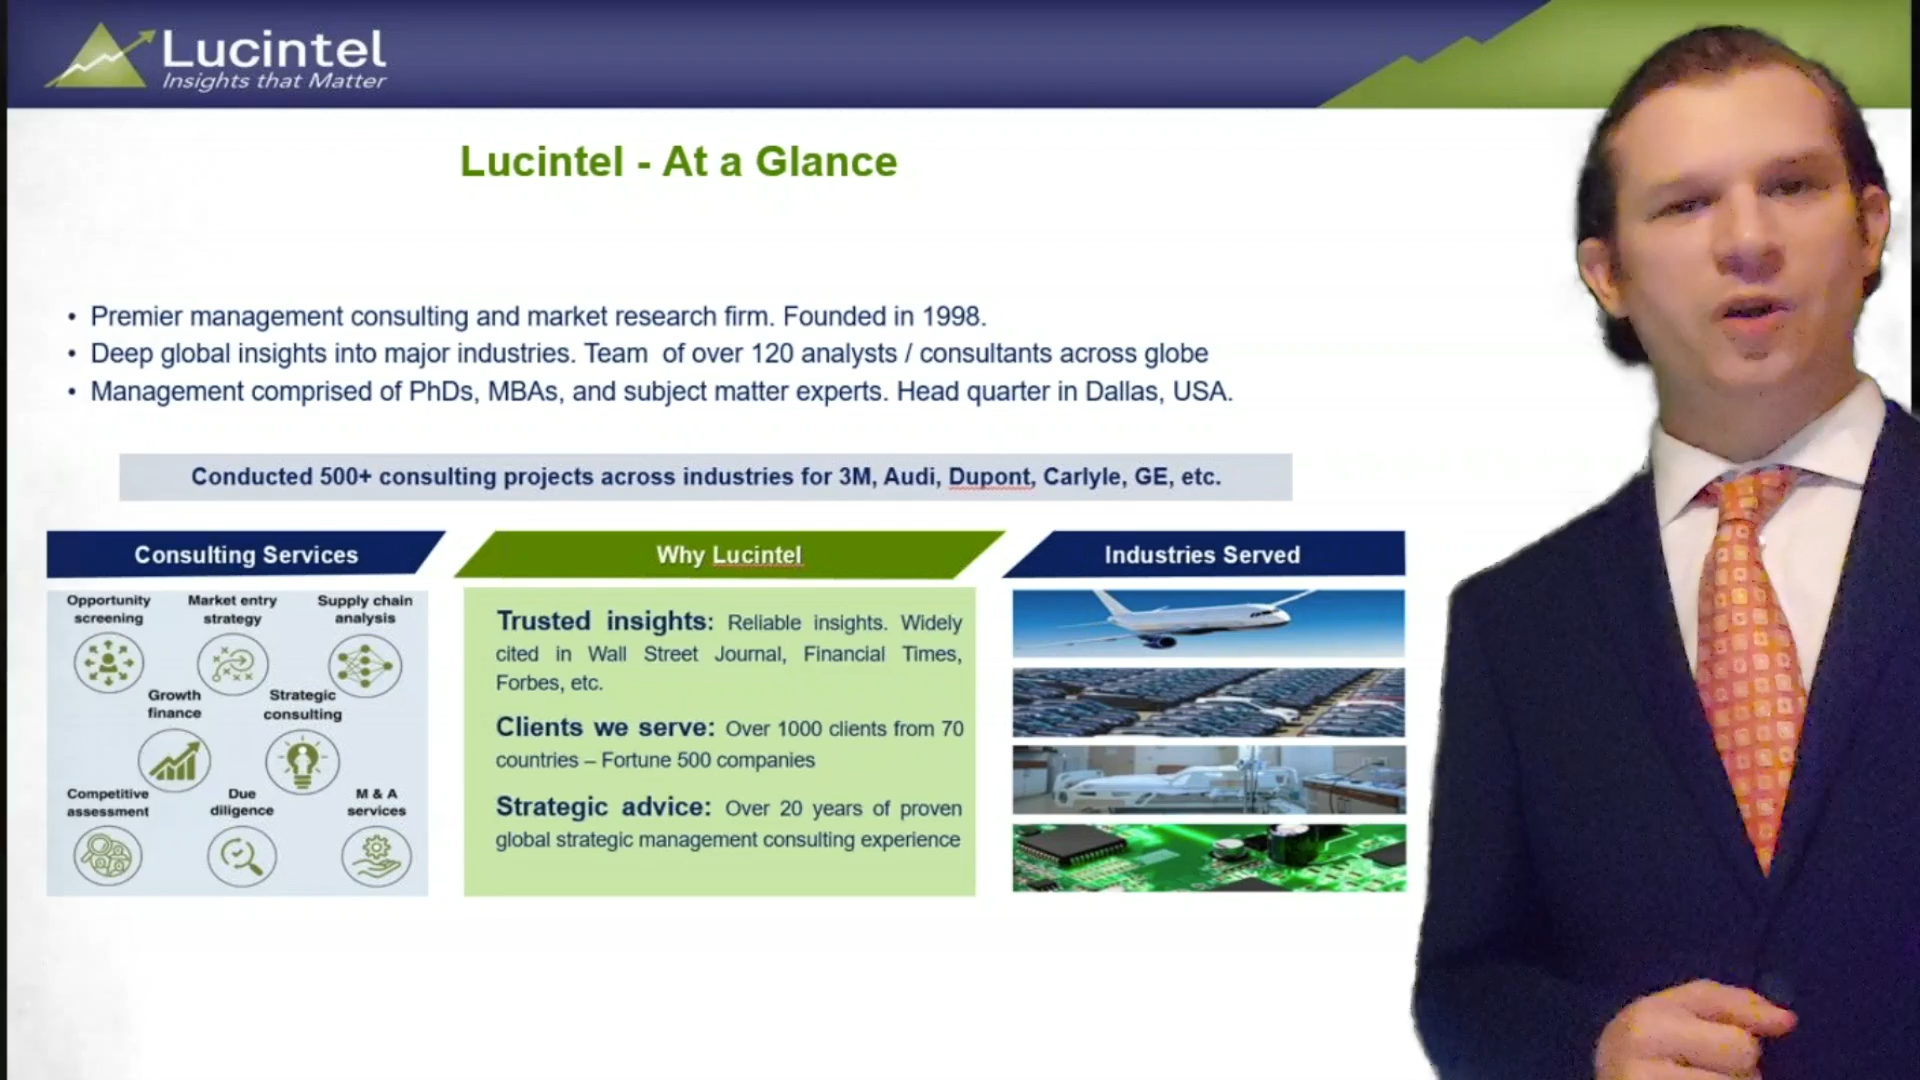 Lucintel
Insights that Matter
Lucintel - At a Glance
• Premier management consulting and market research firm. Founded in 1998.
• Deep global insights into major industries. Team of over 120 analysts / consultants across globe
• Management comprised of PhDs, MBAs, and subject matter experts. Head quarter in Dallas, USA.
Conducted 500+ consulting projects across industries for 3M, Audi, Dupont, Carlyle, GE, etc.
Consulting Services
Opportunity
screening
Market entry
strategy
Supply chain
analysis
Growth
finance
Strategic
consulting
Competitive
assessment
Due
diligence
M & A
services
Why Lucintel
Trusted insights: Reliable insights. Widely
cited in Wall Street Journal, Financial Times,
Forbes, etc.
Clients we serve: Over 1000 clients from 70
countries – Fortune 500 companies
Strategic advice: Over 20 years of proven
global strategic management consulting experience
Industries Served